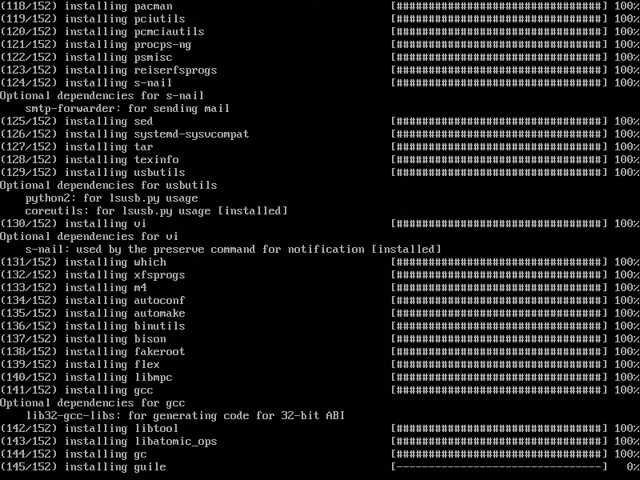 (118/152) installing pacman [######################] 100%
(119/152) installing pciutils [######################] 100%
(120/152) installing pcmciautils [######################] 100%
(121/152) installing procps-ng [######################] 100%
(122/152) installing psmisc [######################] 100%
(123/152) installing reiserfsprogs [######################] 100%
(124/152) installing s-nail [######################] 100%
Optional dependencies for s-nail
smtp-forwarder: for sending mail
(125/152) installing sed [######################] 100%
(126/152) installing systemd-sysvcompat [######################] 100%
(127/152) installing tar [######################] 100%
(128/152) installing texinfo [######################] 100%
(129/152) installing usbutils [######################] 100%
Optional dependencies for usbutils
python2: for lsusb.py usage
coreutils: for lsusb.py usage [installed]
(130/152) installing vi [######################] 100%
Optional dependencies for vi
s-nail: used by the preserve command for notification [installed]
(131/152) installing which [######################] 100%
(132/152) installing xfsprogs [######################] 100%
(133/152) installing m4 [######################] 100%
(134/152) installing autoconf [######################] 100%
(135/152) installing automake [######################] 100%
(136/152) installing binutils [######################] 100%
(137/152) installing bison [######################] 100%
(138/152) installing fakeroot [######################] 100%
(139/152) installing flex [######################] 100%
(140/152) installing libmpc [######################] 100%
(141/152) installing gcc [######################] 100%
Optional dependencies for gcc
lib32-gcc-libs: for generating code for 32-bit ABI
(142/152) installing libtool [######################] 100%
(143/152) installing libatomic_ops [######################] 100%
(144/152) installing gc [######################] 100%
(145/152) installing guile [----------------------] 0%